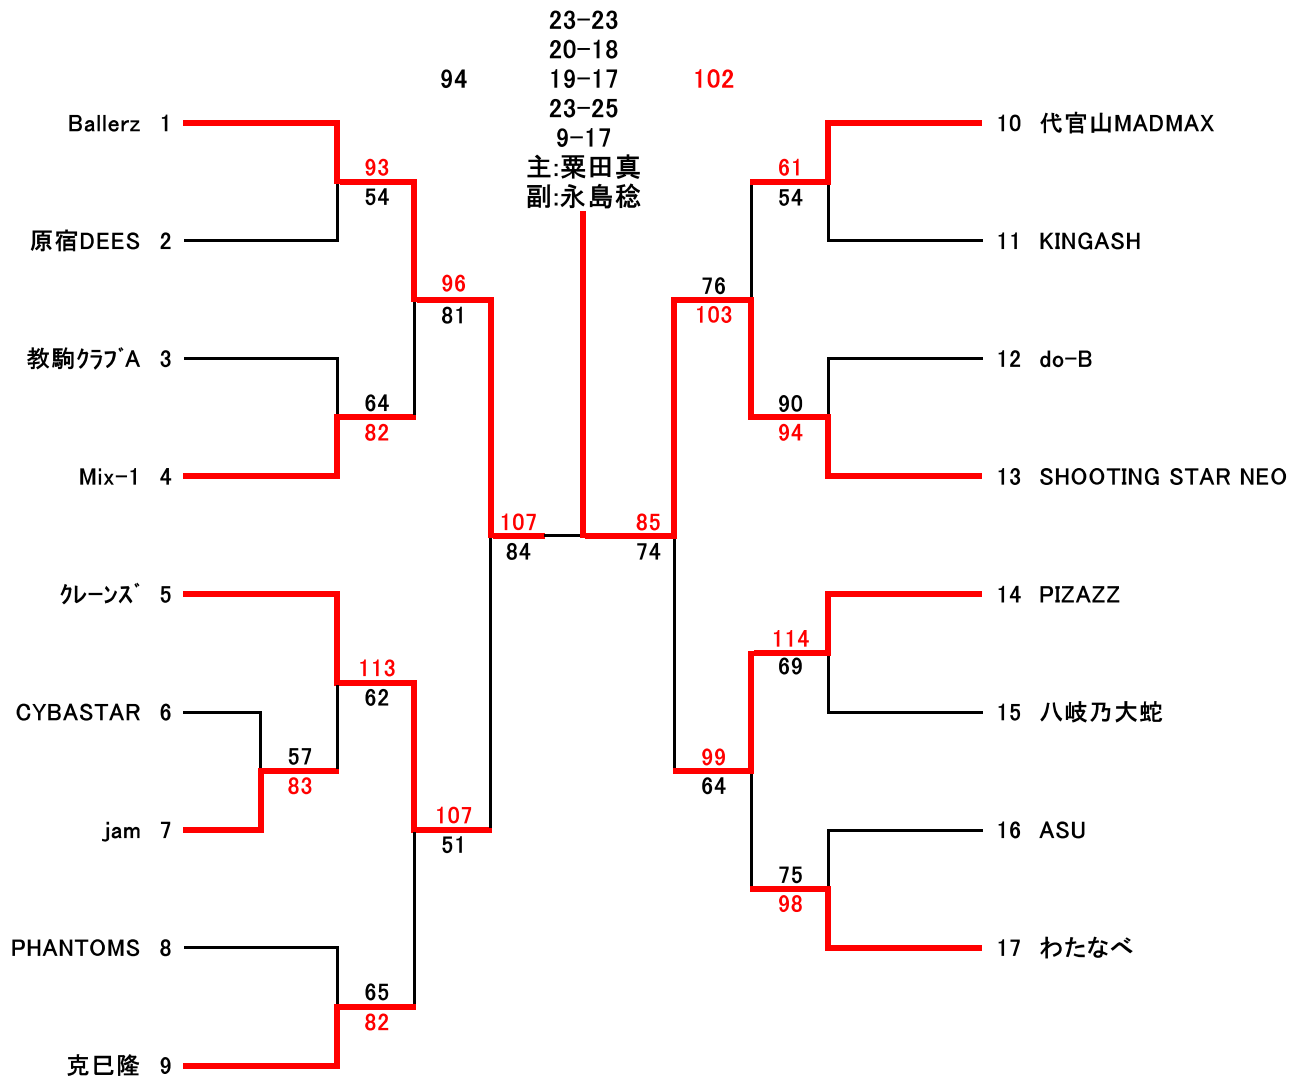 23-23
20-18
94 19-17 102
23-25
9-17
主:粟田真
副:永島稔
Ballerz 1
93
54
原宿DEES 2
96
81
教駒ｸﾗﾌﾞA 3
64
82
Mix-1 4
107
84
ｸﾚｰﾝｽﾞ 5
113
62
CYBASTAR 6
57
83
jam 7
107
51
PHANTOMS 8
65
82
克巳隆 9
10 代官山MADMAX
61
54
11 KINGASH
76
103
12 do-B
90
94
13 SHOOTING STAR NEO
85
74
14 PIZAZZ
114
69
15 八岐乃大蛇
99
64
16 ASU
75
98
17 わたなべ